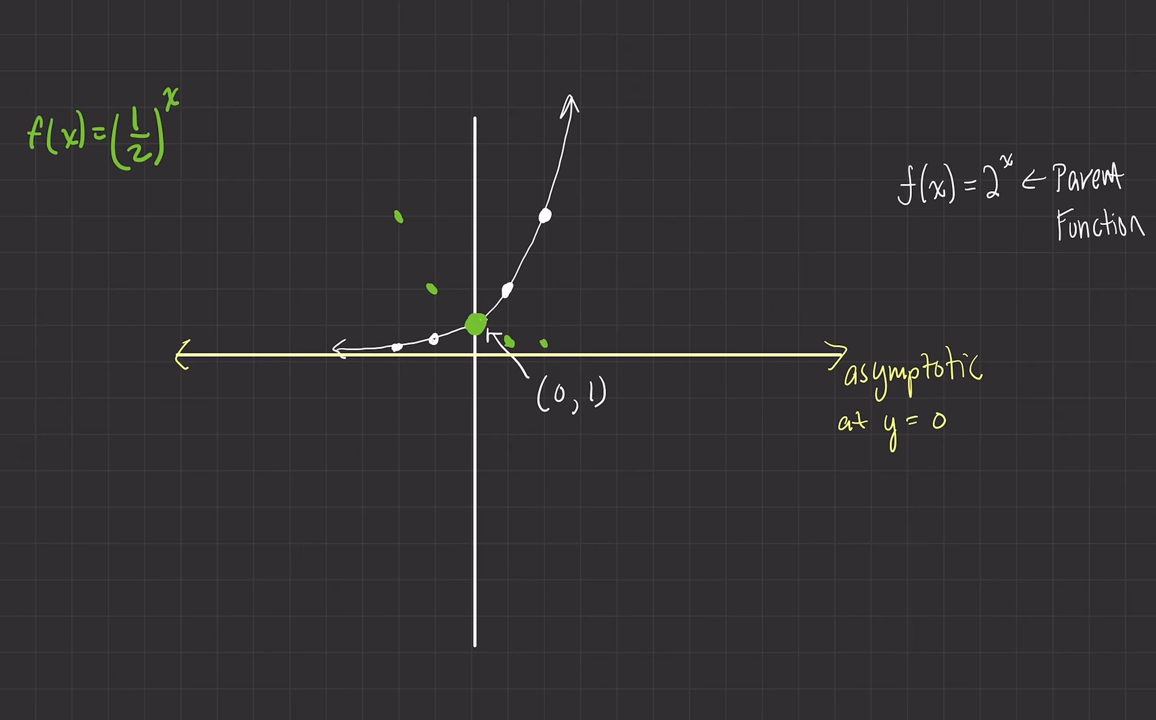 f(x) = (1/2)^x
f(x) = 2^x ← Parent
Function
asymptotic
at y = 0
(0, 1)